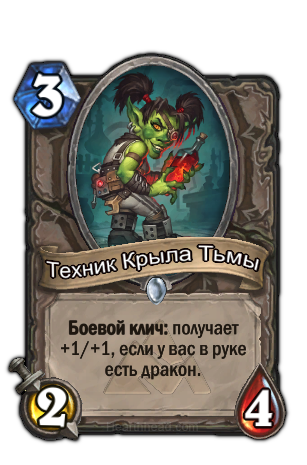 3
Техник Крыла Тьмы
Боевой клич: получает
+1/+1, если у вас в руке
есть дракон.
2
4